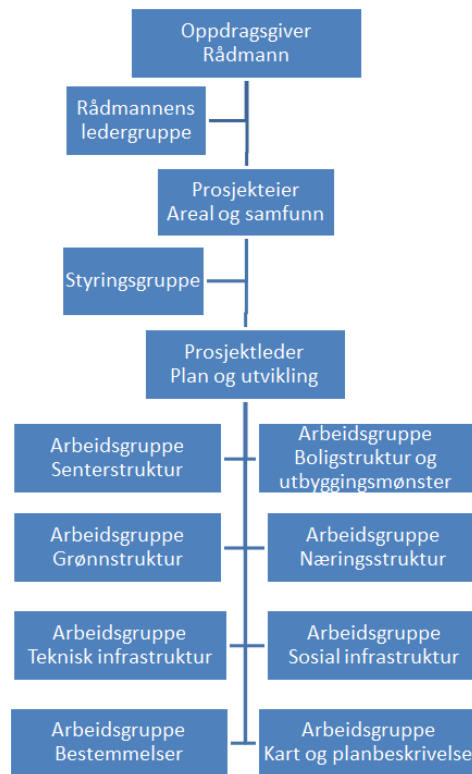 Oppdragsgiver
Rådmann
Rådmannens
ledergruppe
Prosjekteier
Areal og samfunn
Styringsgruppe
Prosjektleder
Plan og utvikling
Arbeidsgruppe
Senterstruktur
Arbeidsgruppe
Boligstruktur og
utbyggingsmønster
Arbeidsgruppe
Grønnstruktur
Arbeidsgruppe
Næringsstruktur
Arbeidsgruppe
Teknisk infrastruktur
Arbeidsgruppe
Sosial infrastruktur
Arbeidsgruppe
Bestemmelser
Arbeidsgruppe
Kart og planbeskrivelse